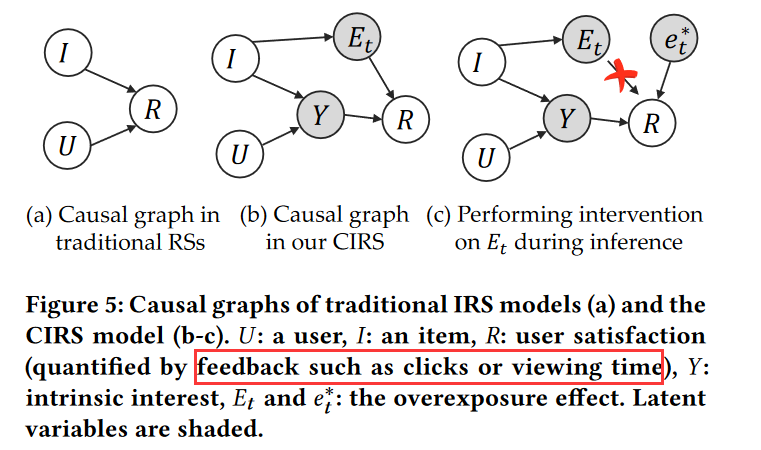 I
U
R
I
E_t
Y
U
R
I
E_t
e_t^*
Y
U
R
(a) Causal graph in
traditional RSs
(b) Causal graph
in our CIRS
(c) Performing intervention
on E_t during inference
Figure 5: Causal graphs of traditional IRS models (a) and the
CIRS model (b-c). U: a user, I: an item, R: user satisfaction
(quantified by feedback such as clicks or viewing time), Y:
intrinsic interest, E_t and e_t^*: the overexposure effect. Latent
variables are shaded.